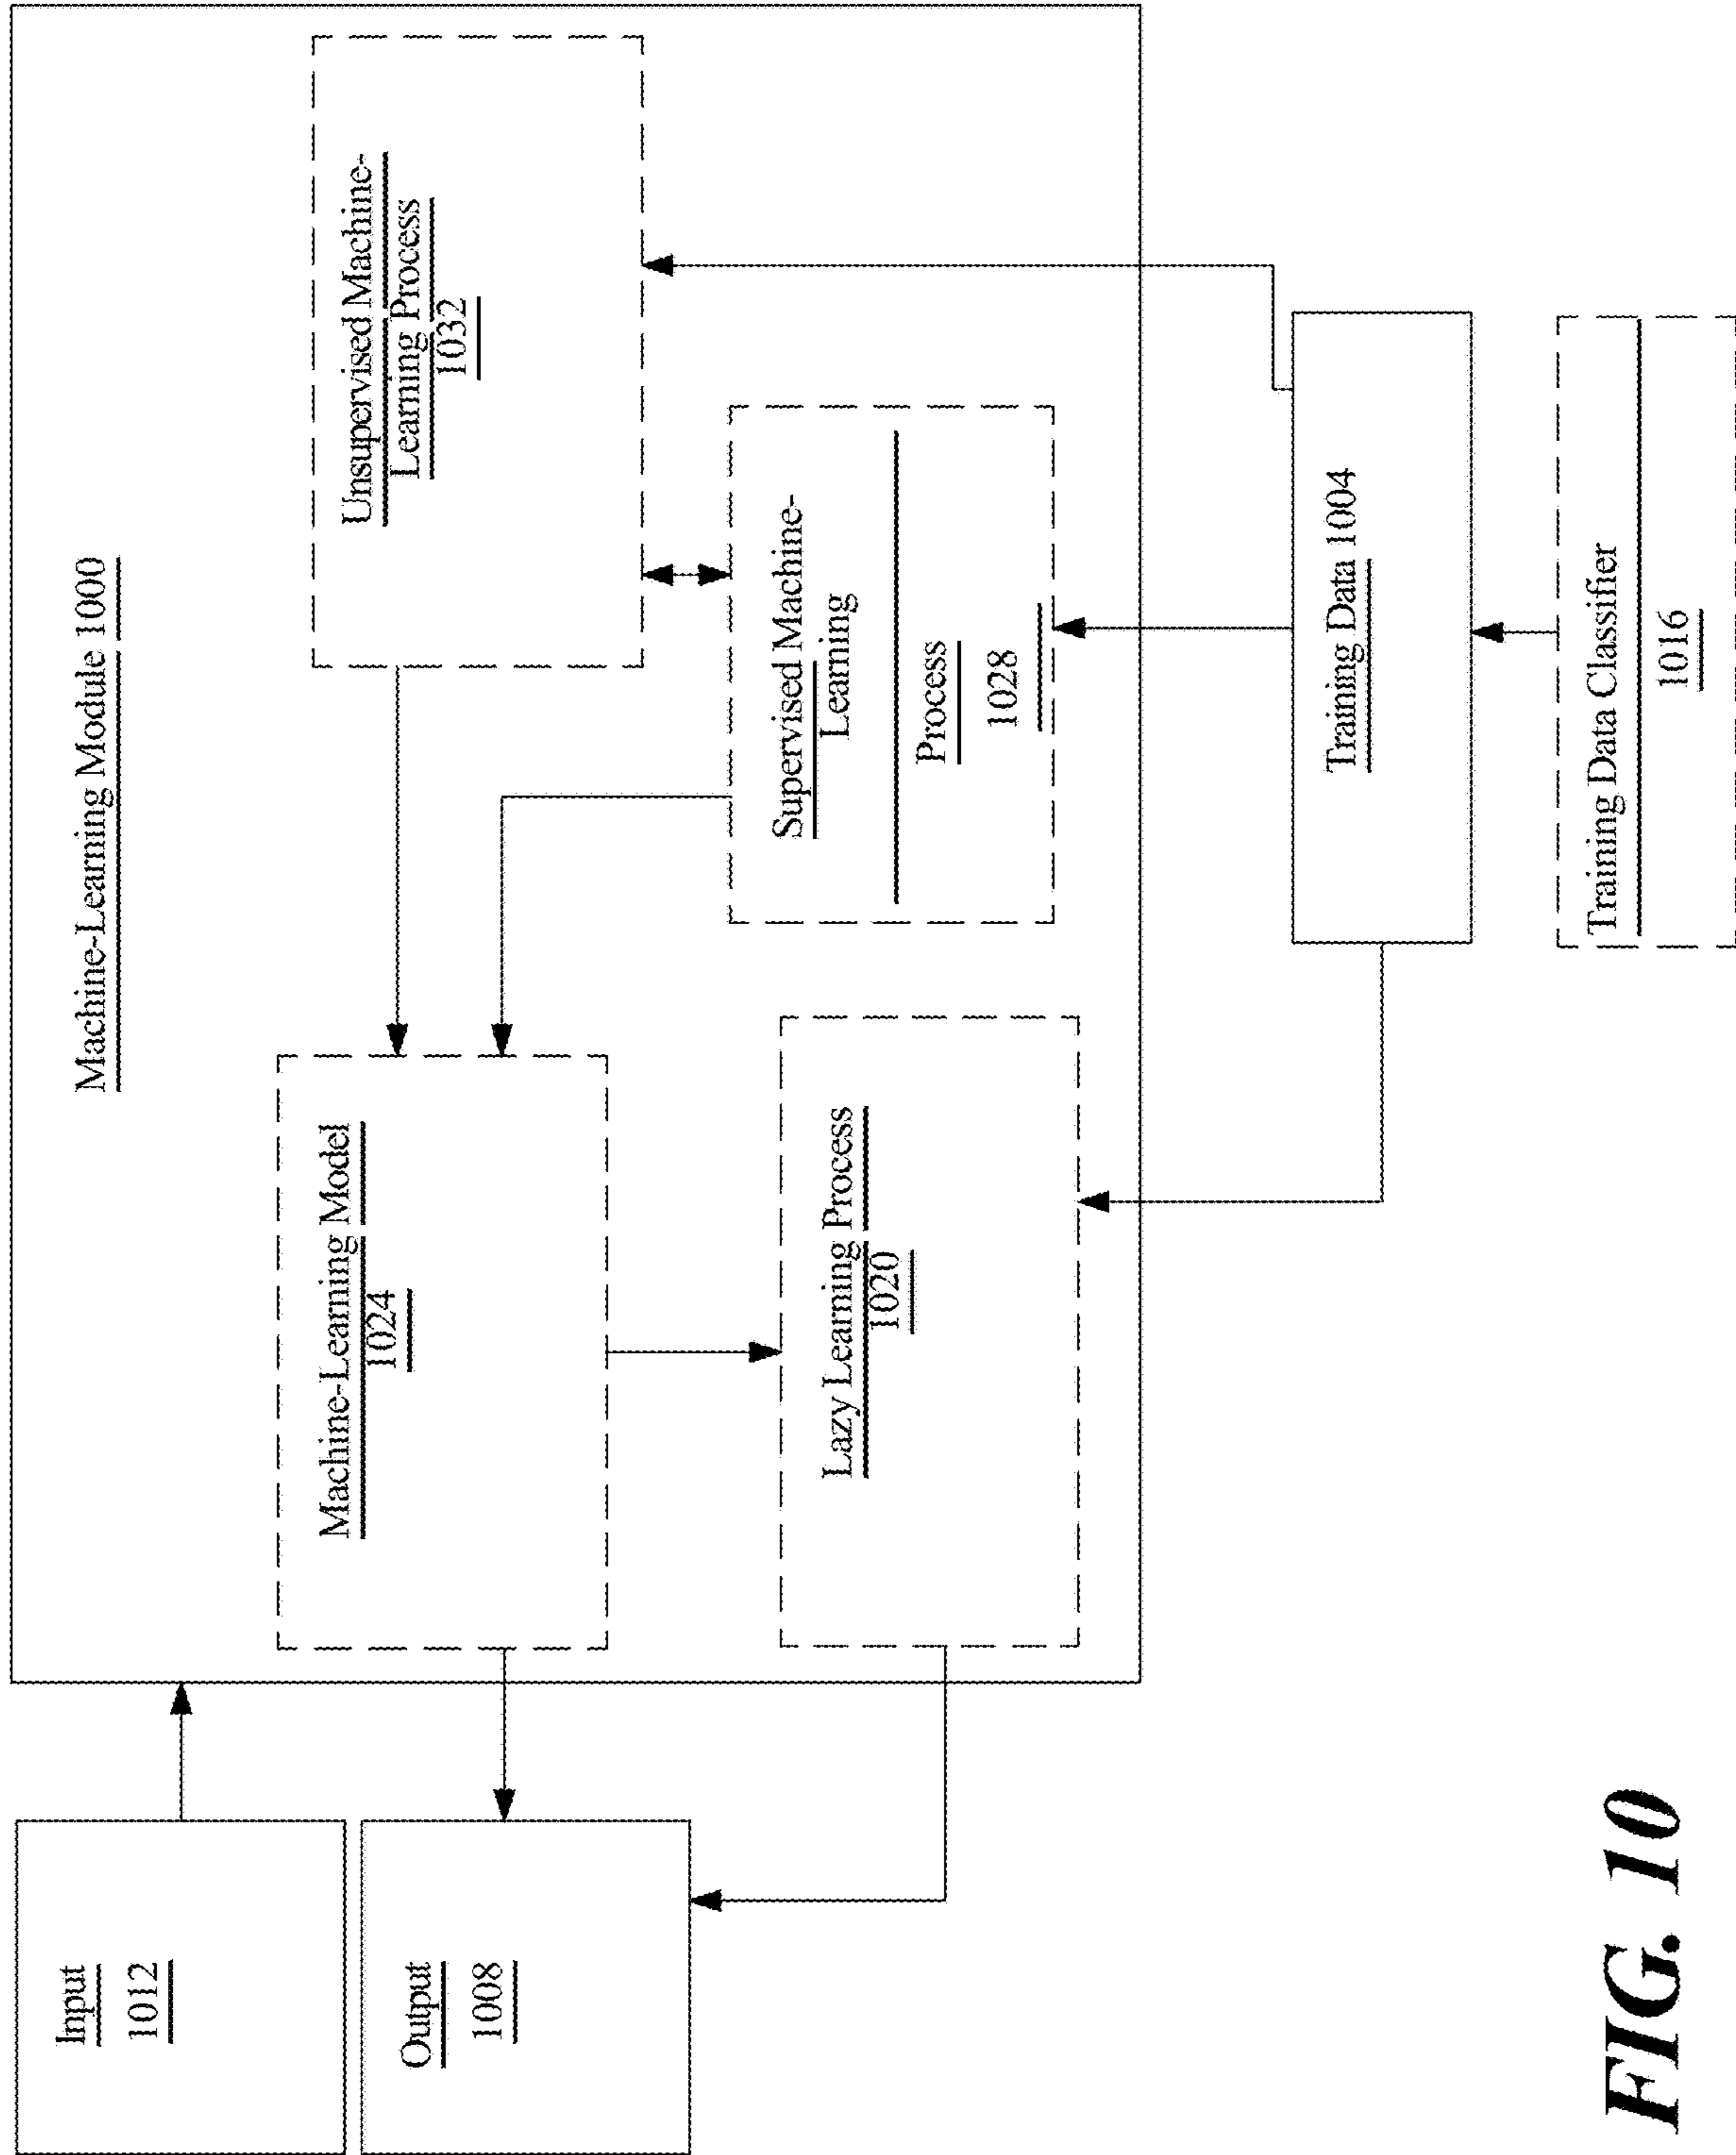 Machine-Learning Module 1000
Input
1012
Output
1008
Machine-Learning Model
1024
Unsupervised Machine-
Learning Process
1032
Lazy Learning Process
1020
Supervised Machine-
Learning
Process
1028
Training Data 1004
Training Data Classifier
1016
FIG. 10